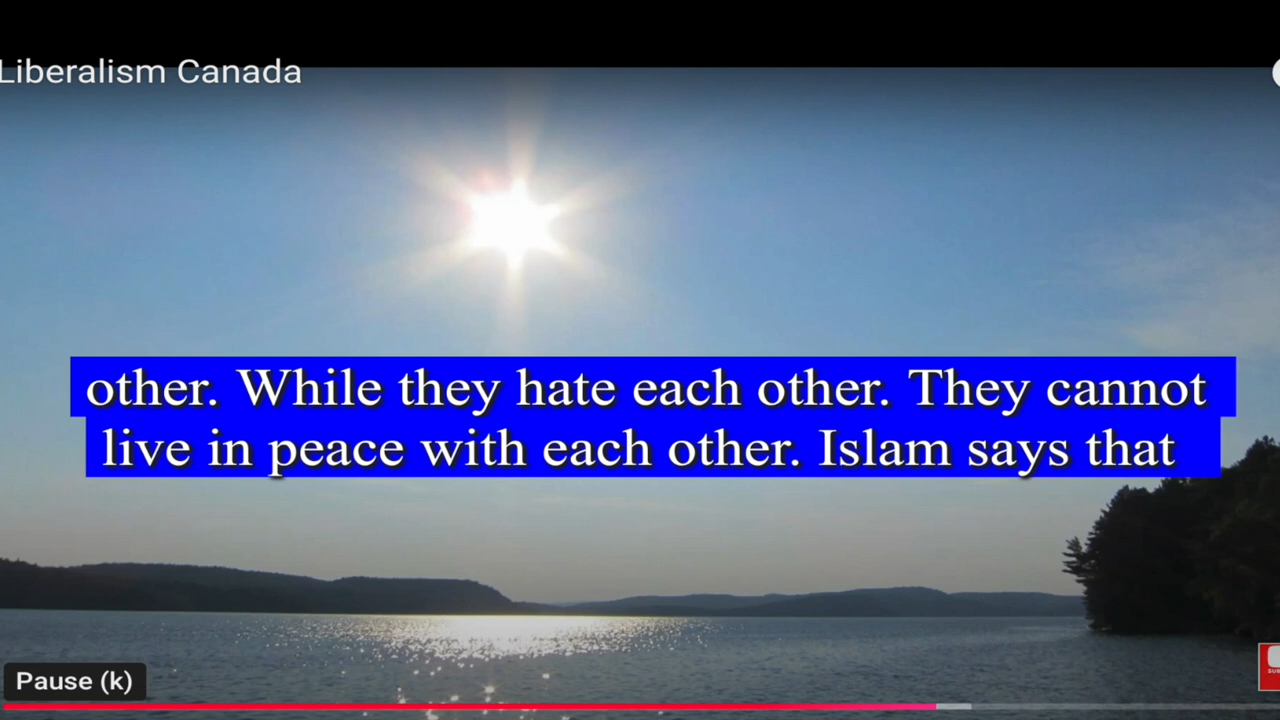 Liberalism Canada
other. While they hate each other. They cannot
live in peace with each other. Islam says that
Pause (k)